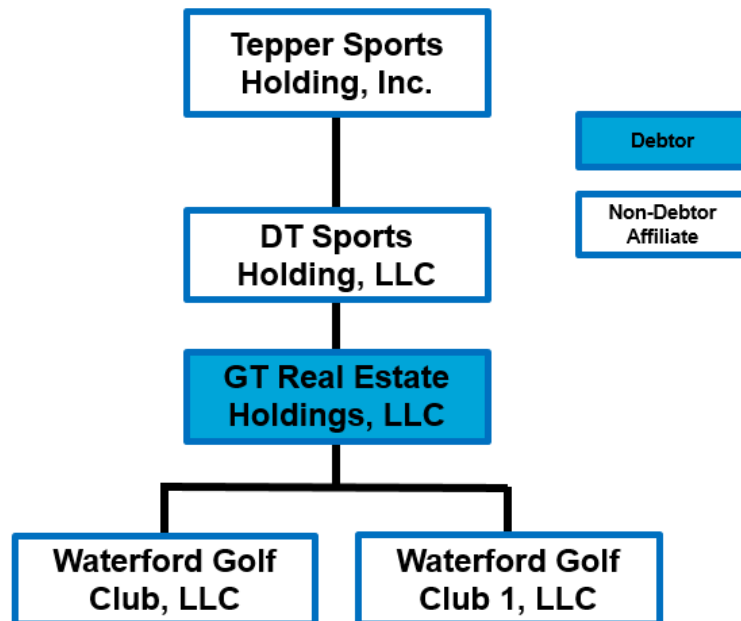 Tepper Sports
Holding, Inc.
Debtor
Non-Debtor
Affiliate
DT Sports
Holding, LLC
GT Real Estate
Holdings, LLC
Waterford Golf
Club, LLC
Waterford Golf
Club 1, LLC